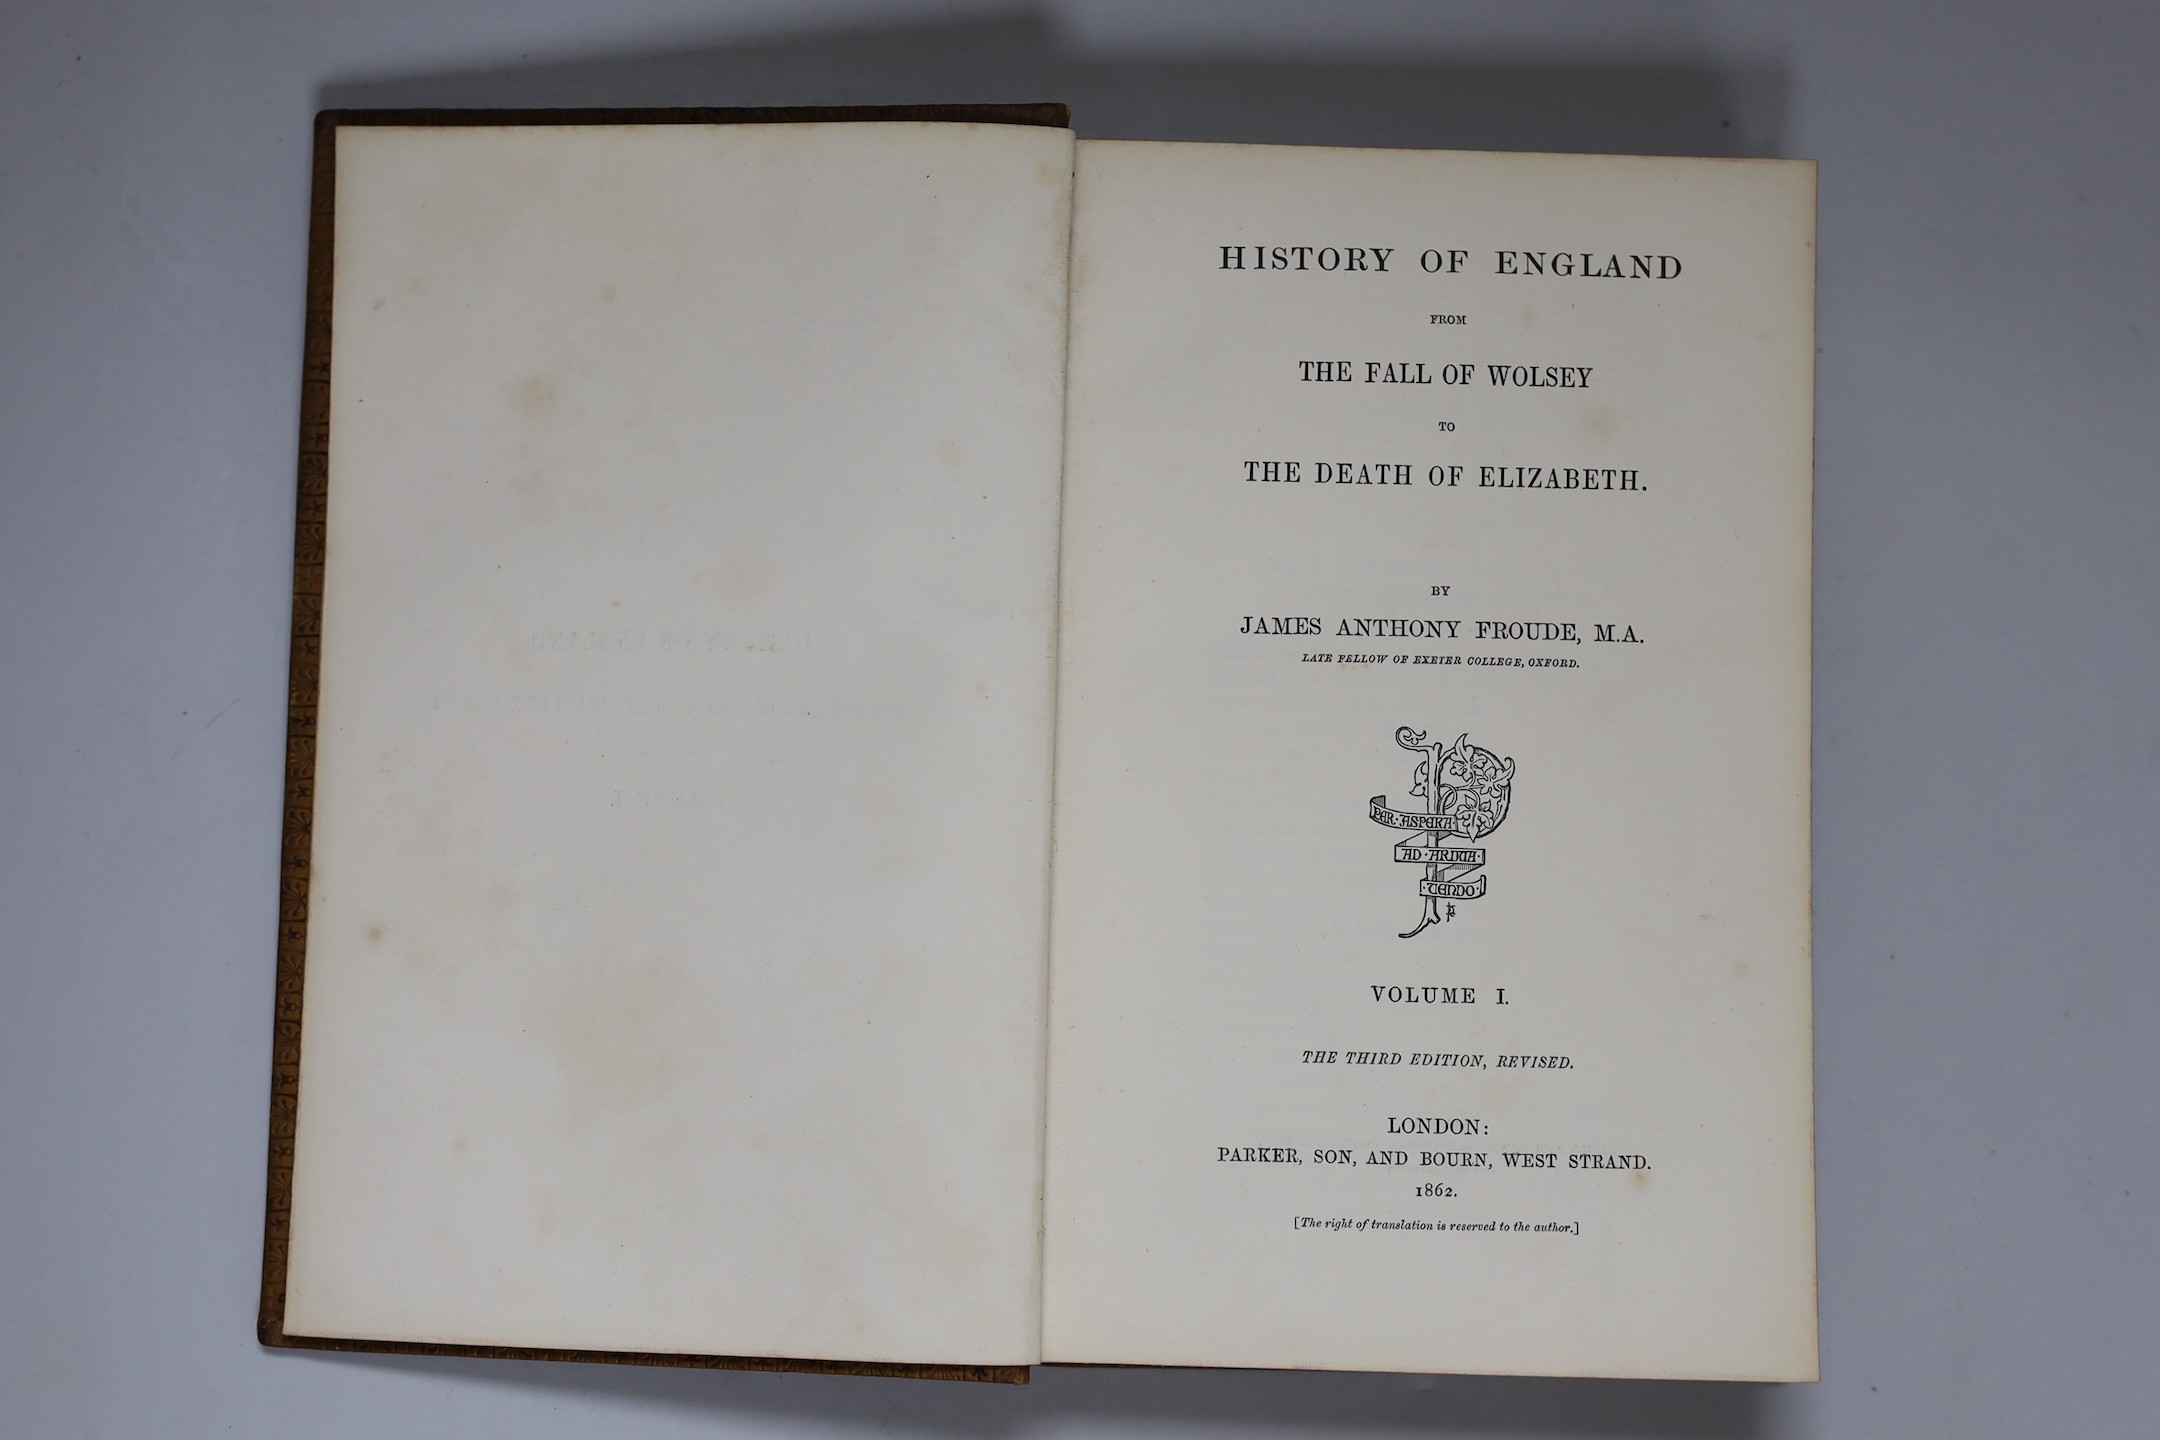 HISTORY OF ENGLAND
FROM
THE FALL OF WOLSEY
TO
THE DEATH OF ELIZABETH.
BY
JAMES ANTHONY FROUDE, M.A.
LATE FELLOW OF EXETER COLLEGE, OXFORD.
PER·ASPERA
AD·ARDUA·
·UENDO·
VOLUME I.
THE THIRD EDITION, REVISED.
LONDON:
PARKER, SON, AND BOURN, WEST STRAND.
1862.
[The right of translation is reserved to the author.]